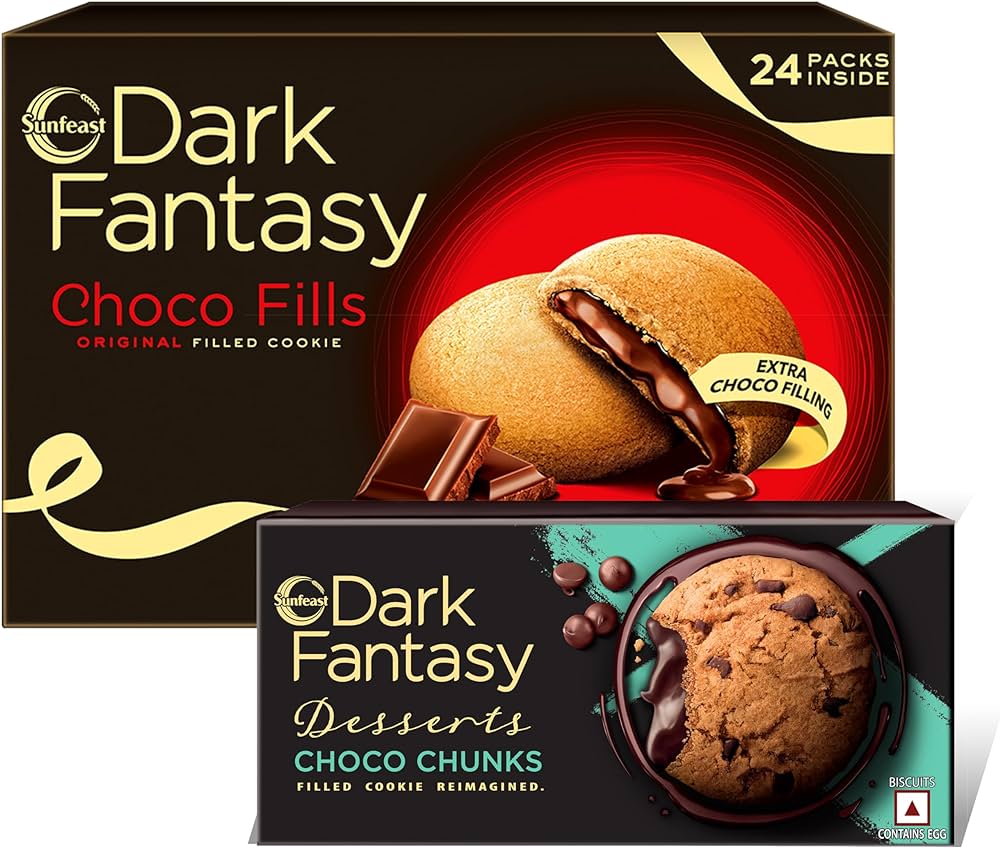 24 PACKS
INSIDE
Sunfeast
Dark
Fantasy
Choco Fills
ORIGINAL FILLED COOKIE
EXTRA
CHOCO FILLING
Sunfeast
Dark
Fantasy
Desserts
CHOCO CHUNKS
FILLED COOKIE REIMAGINED.
BISCUITS
CONTAINS EGG